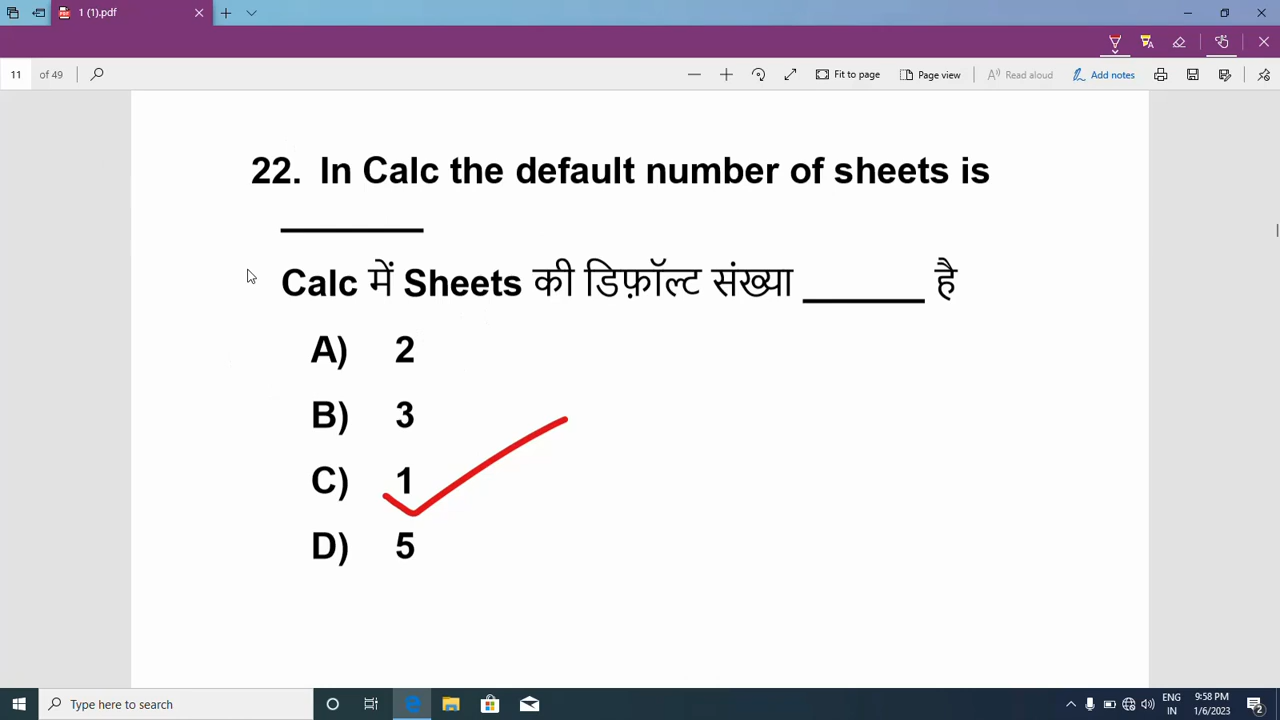 1 (1).pdf
11 of 49
Fit to page
Page view
Read aloud
Add notes
22. In Calc the default number of sheets is
_______
Calc में Sheets की डिफ़ॉल्ट संख्या ______ है
A) 2
B) 3
C) 1
D) 5
Type here to search
ENG 9:58 PM
IN 1/6/2023
2